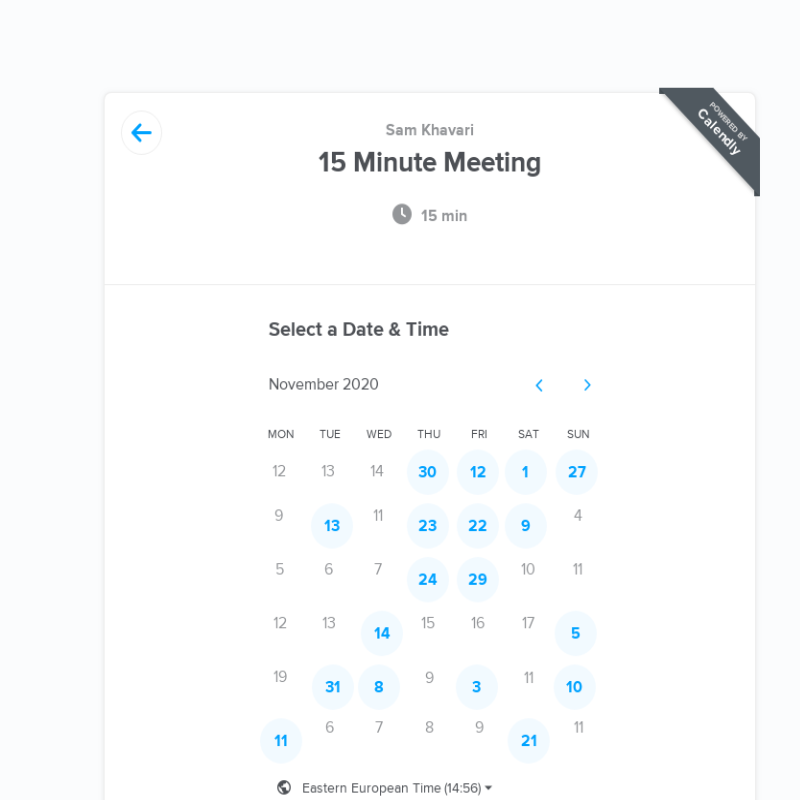 POWERED BY
Calendly
Sam Khavari
15 Minute Meeting
15 min
Select a Date & Time
November 2020
MON TUE WED THU FRI SAT SUN
12 13 14 30 12 1 27
9 13 11 23 22 9 4
5 6 7 24 29 10 11
12 13 14 15 16 17 5
19 31 8 9 3 11 10
11 6 7 8 9 21 11
Eastern European Time (14:56)